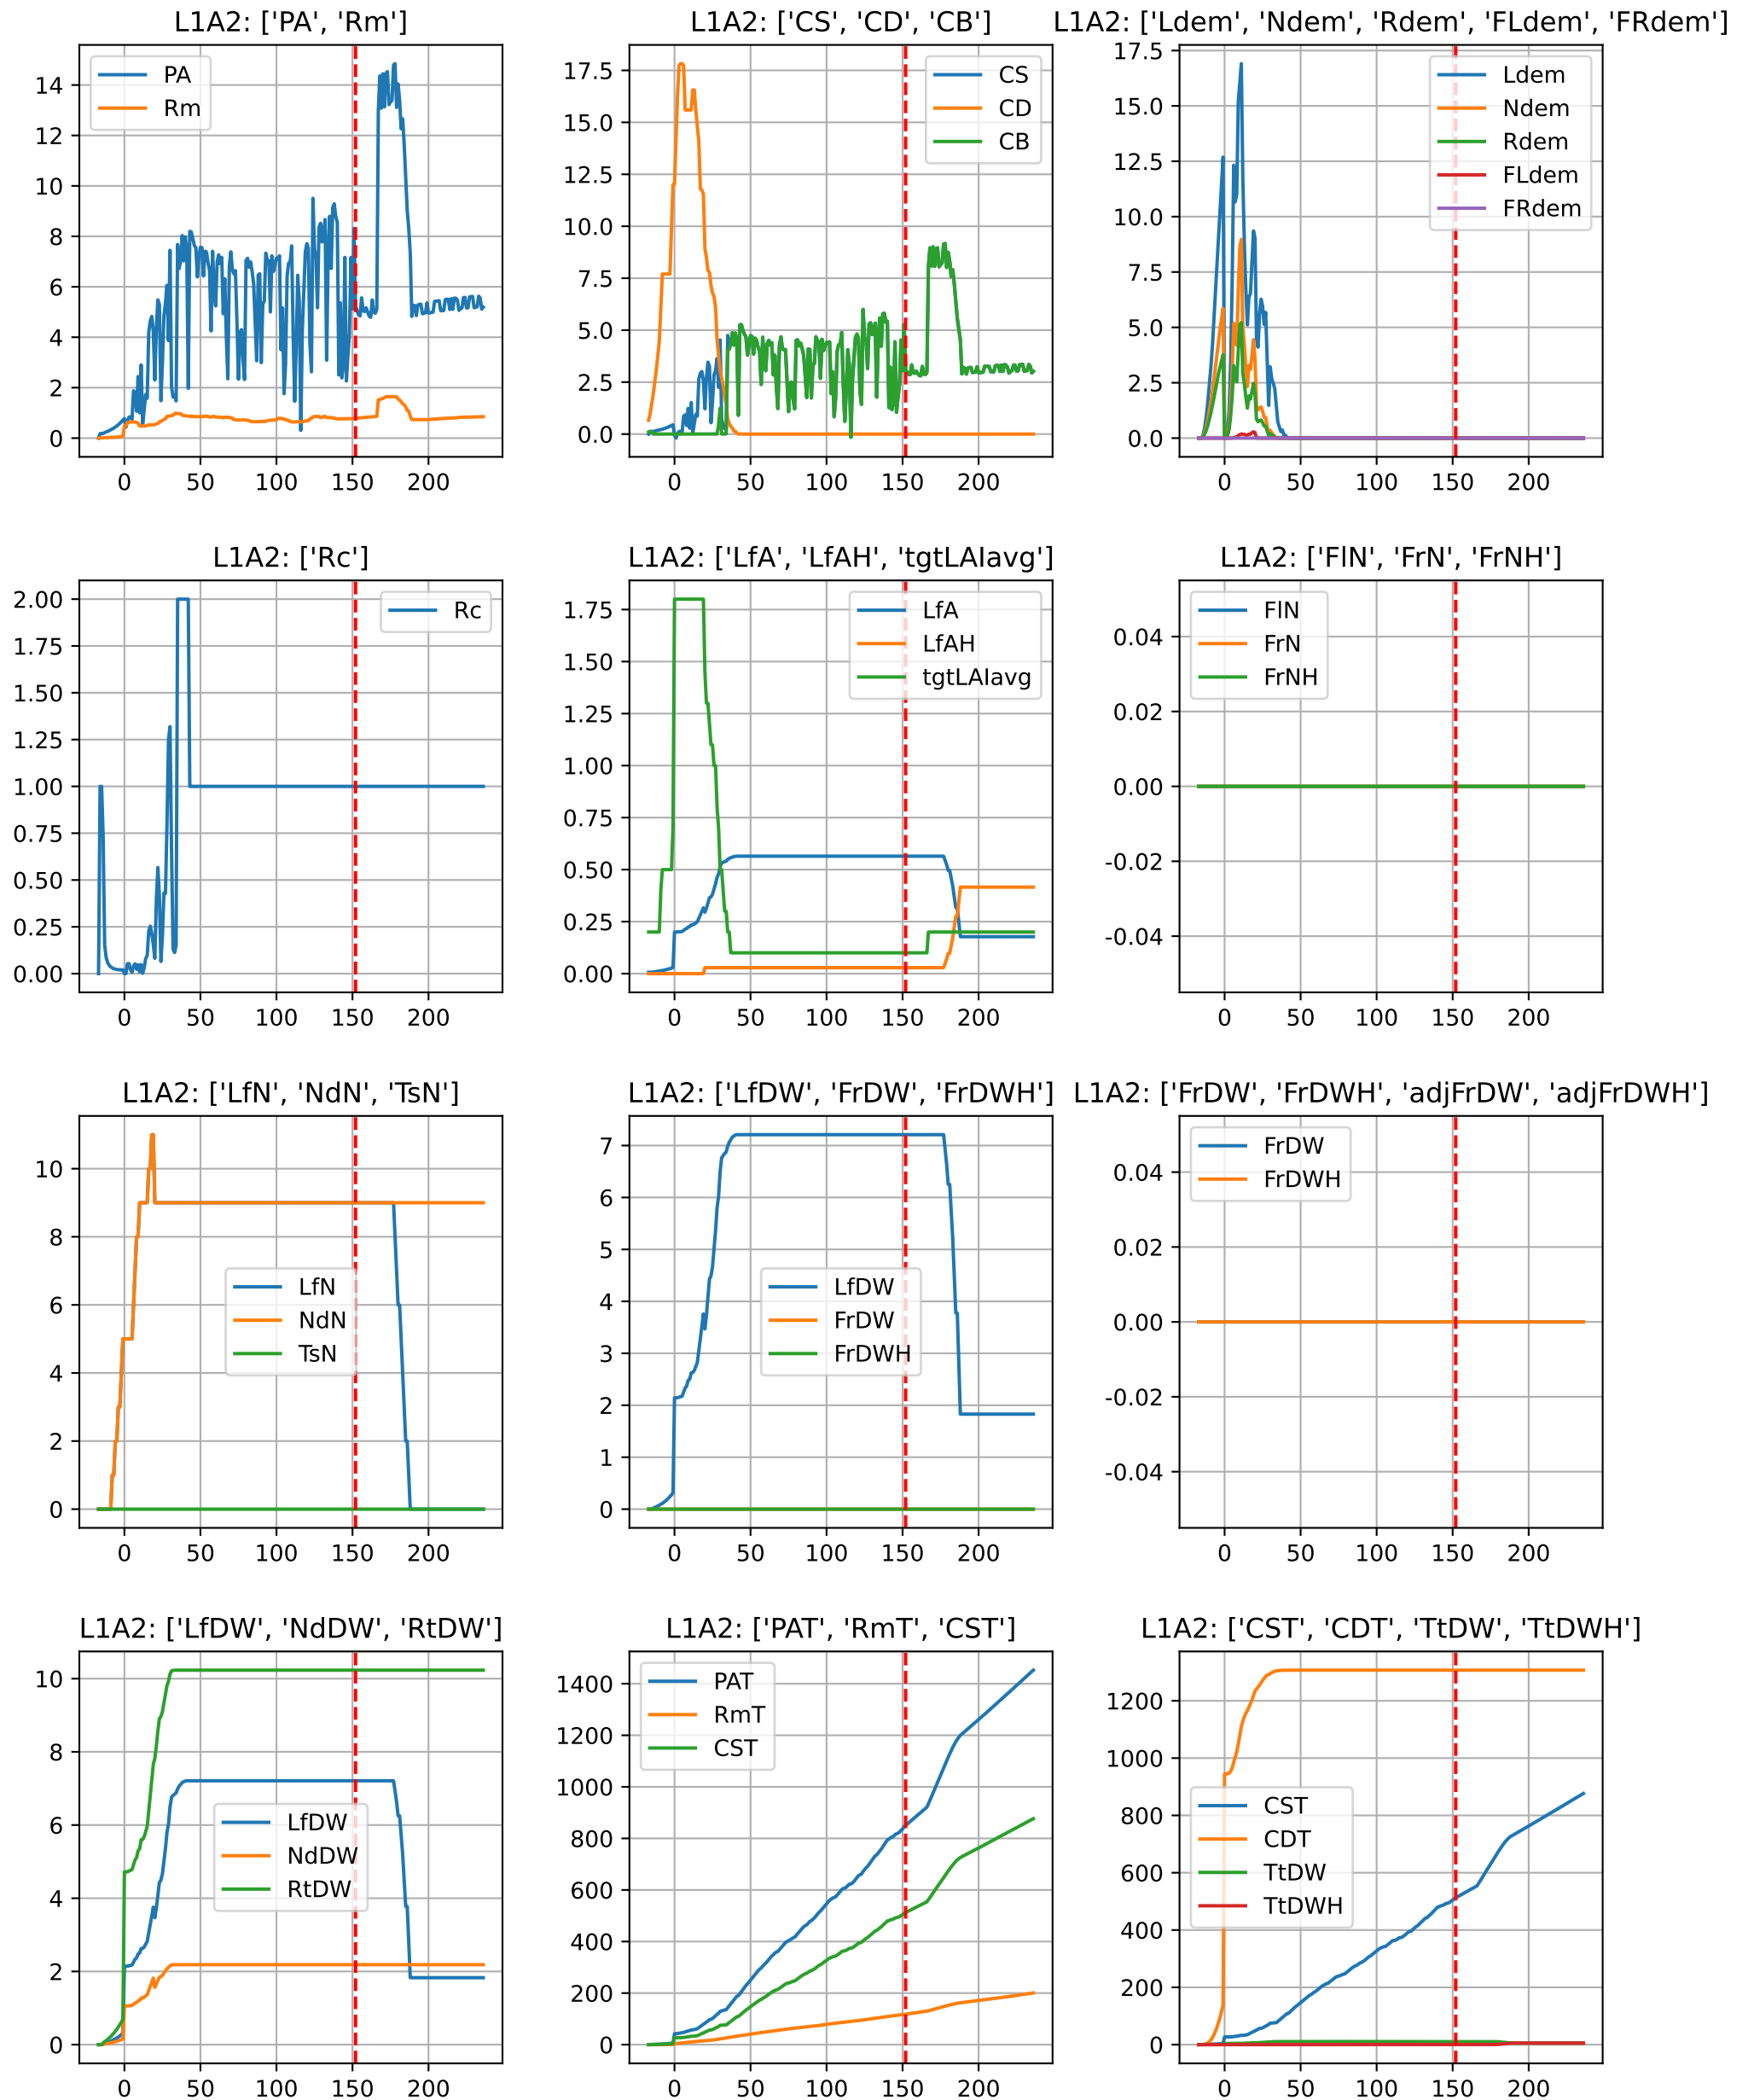 L1A2: ['PA', 'Rm']
14
12
10
8
6
4
2
0
0 50 100 150 200
PA
Rm
L1A2: ['CS', 'CD', 'CB']
17.5
15.0
12.5
10.0
7.5
5.0
2.5
0.0
0 50 100 150 200
CS
CD
CB
L1A2: ['Ldem', 'Ndem', 'Rdem', 'FLdem', 'FRdem']
17.5
15.0
12.5
10.0
7.5
5.0
2.5
0.0
0 50 100 150 200
Ldem
Ndem
Rdem
FLdem
FRdem
L1A2: ['Rc']
2.00
1.75
1.50
1.25
1.00
0.75
0.50
0.25
0.00
0 50 100 150 200
Rc
L1A2: ['LfA', 'LfAH', 'tgtLAIavg']
1.75
1.50
1.25
1.00
0.75
0.50
0.25
0.00
0 50 100 150 200
LfA
LfAH
tgtLAIavg
L1A2: ['FlN', 'FrN', 'FrNH']
0.04
0.02
0.00
-0.02
-0.04
0 50 100 150 200
FlN
FrN
FrNH
L1A2: ['LfN', 'NdN', 'TsN']
10
8
6
4
2
0
0 50 100 150 200
LfN
NdN
TsN
L1A2: ['LfDW', 'FrDW', 'FrDWH']
7
6
5
4
3
2
1
0
0 50 100 150 200
LfDW
FrDW
FrDWH
L1A2: ['FrDW', 'FrDWH', 'adjFrDW', 'adjFrDWH']
0.04
0.02
0.00
-0.02
-0.04
0 50 100 150 200
FrDW
FrDWH
L1A2: ['LfDW', 'NdDW', 'RtDW']
10
8
6
4
2
0
0 50 100 150 200
LfDW
NdDW
RtDW
L1A2: ['PAT', 'RmT', 'CST']
1400
1200
1000
800
600
400
200
0
0 50 100 150 200
PAT
RmT
CST
L1A2: ['CST', 'CDT', 'TtDW', 'TtDWH']
1200
1000
800
600
400
200
0
0 50 100 150 200
CST
CDT
TtDW
TtDWH